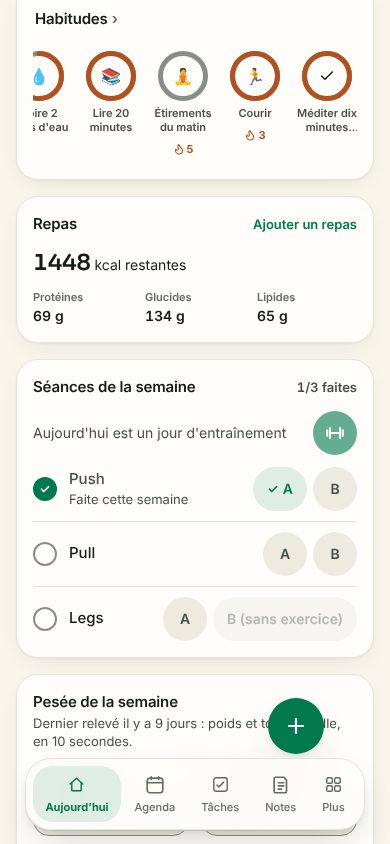 Habitudes ›
2
d'eau
Lire 20
minutes
Étirements
du matin
5
Courir
3
Méditer dix
minutes...
Repas
Ajouter un repas
1448 kcal restantes
Protéines Glucides Lipides
69 g 134 g 65 g
Séances de la semaine
1/3 faites
Aujourd'hui est un jour d'entraînement
Push
Faite cette semaine
A B
Pull
A B
Legs
A B (sans exercice)
Pesée de la semaine
Dernier relevé il y a 9 jours : poids et
en 10 secondes.
Aujourd'hui Agenda Tâches Notes Plus